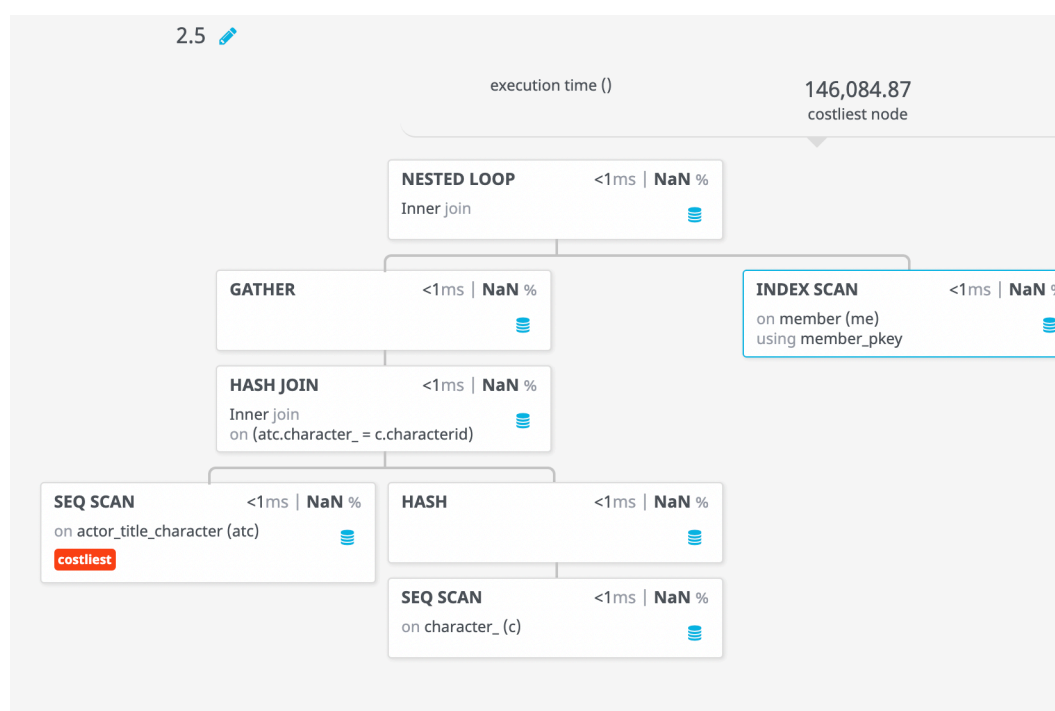 2.5
execution time ()
146,084.87
costliest node
NESTED LOOP <1ms | NaN %
Inner join
GATHER <1ms | NaN %
INDEX SCAN <1ms | NaN %
on member (me)
using member_pkey
HASH JOIN <1ms | NaN %
Inner join
on (atc.character_ = c.characterid)
SEQ SCAN <1ms | NaN %
on actor_title_character (atc)
costliest
HASH <1ms | NaN %
SEQ SCAN <1ms | NaN %
on character_ (c)